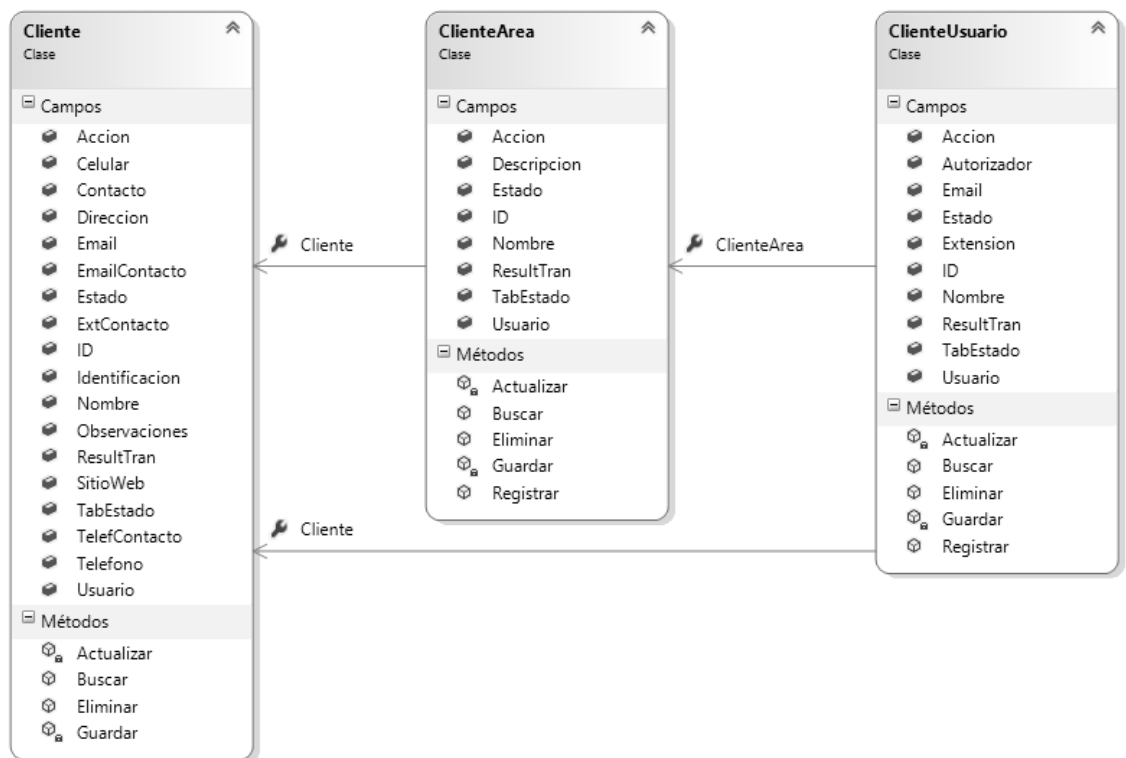 Cliente
Clase
Campos
Accion
Celular
Contacto
Direccion
Email
EmailContacto
Estado
ExtContacto
ID
Identificacion
Nombre
Observaciones
ResultTran
SitioWeb
TabEstado
TelefContacto
Telefono
Usuario
Métodos
Actualizar
Buscar
Eliminar
Guardar
Cliente
Cliente
ClienteArea
Clase
Campos
Accion
Descripcion
Estado
ID
Nombre
ResultTran
TabEstado
Usuario
Métodos
Actualizar
Buscar
Eliminar
Guardar
Registrar
ClienteArea
ClienteUsuario
Clase
Campos
Accion
Autorizador
Email
Estado
Extension
ID
Nombre
ResultTran
TabEstado
Usuario
Métodos
Actualizar
Buscar
Eliminar
Guardar
Registrar